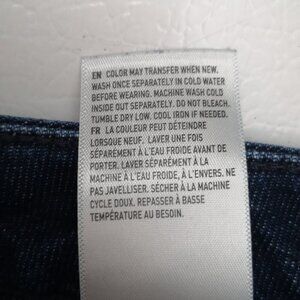 EN COLOR MAY TRANSFER WHEN NEW.
WASH ONCE SEPARATELY IN COLD WATER
BEFORE WEARING. MACHINE WASH COLD
INSIDE OUT SEPARATELY. DO NOT BLEACH.
TUMBLE DRY LOW. COOL IRON IF NEEDED.
FR LA COULEUR PEUT DÉTEINDRE
LORSQUE NEUF. LAVER UNE FOIS
SÉPARÉMENT À L'EAU FROIDE AVANT DE
PORTER. LAVER SÉPARÉMENT À LA
MACHINE À L'EAU FROIDE, À L'ENVERS. NE
PAS JAVELLISER. SÉCHER À LA MACHINE
CYCLE DOUX. REPASSER À BASSE
TEMPÉRATURE AU BESOIN.